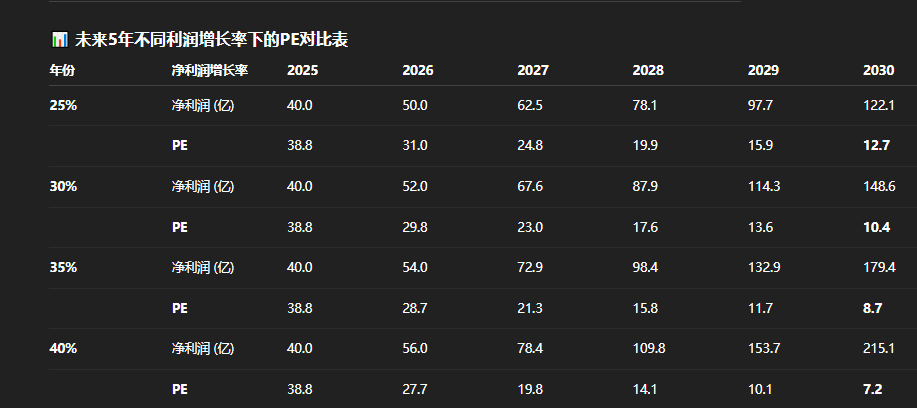 📊 未来5年不同利润增长率下的PE对比表
年份 净利润增长率 2025 2026 2027 2028 2029 2030
25% 净利润 (亿) 40.0 50.0 62.5 78.1 97.7 122.1
PE 38.8 31.0 24.8 19.9 15.9 12.7
30% 净利润 (亿) 40.0 52.0 67.6 87.9 114.3 148.6
PE 38.8 29.8 23.0 17.6 13.6 10.4
35% 净利润 (亿) 40.0 54.0 72.9 98.4 132.9 179.4
PE 38.8 28.7 21.3 15.8 11.7 8.7
40% 净利润 (亿) 40.0 56.0 78.4 109.8 153.7 215.1
PE 38.8 27.7 19.8 14.1 10.1 7.2